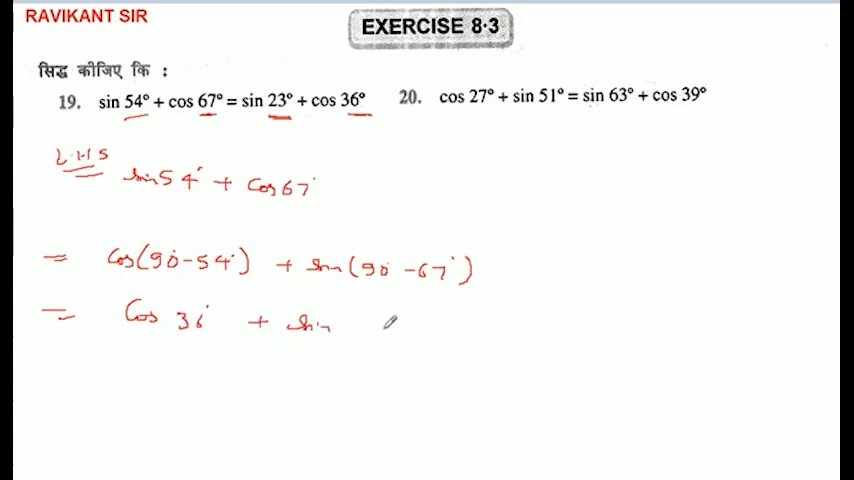 RAVIKANT SIR
EXERCISE 8·3
सिद्ध कीजिए कि :
19. sin 54° + cos 67° = sin 23° + cos 36° 20. cos 27° + sin 51° = sin 63° + cos 39°
L.H.S
sin 54° + cos 67°
= cos(90°-54°) + sin(90°-67°)
= cos 36° + sin